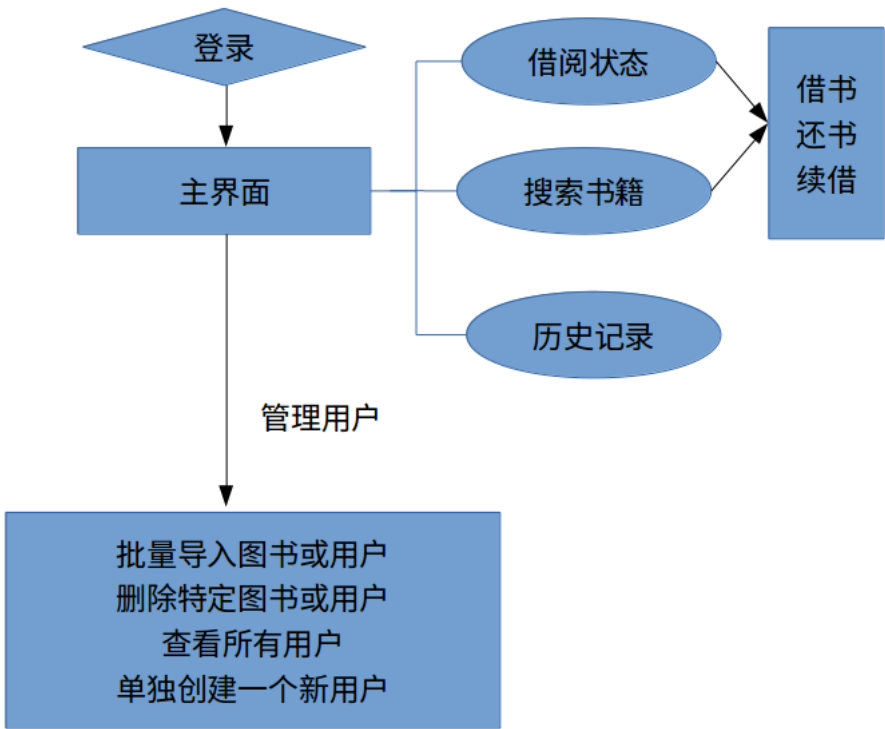 登录
主界面
借阅状态
搜索书籍
历史记录
借书
还书
续借
管理用户
批量导入图书或用户
删除特定图书或用户
查看所有用户
单独创建一个新用户